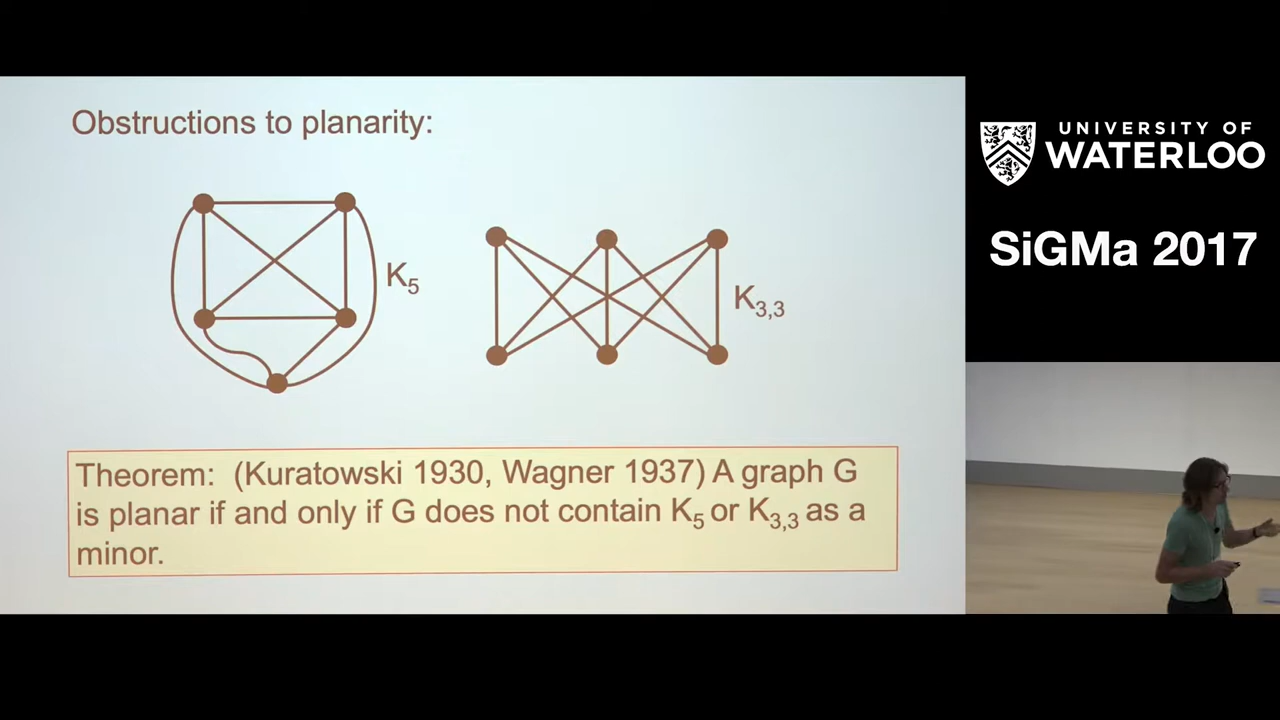 Obstructions to planarity:
K5
K3,3
Theorem: (Kuratowski 1930, Wagner 1937) A graph G
is planar if and only if G does not contain K5 or K3,3 as a
minor.
UNIVERSITY OF
WATERLOO
SiGMa 2017